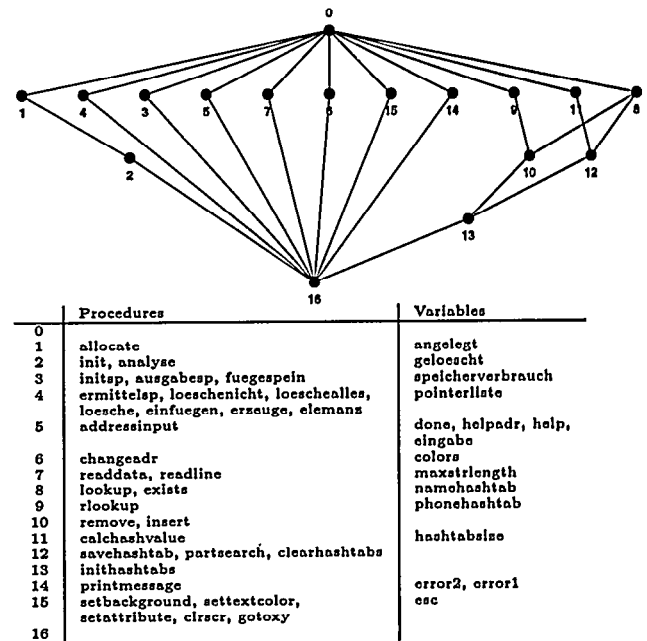 0
1 4 3 5 7 6 15 14 9 11 8
2 10 12
13
16
Procedures Variables
0
1 allocate angelegt
2 init, analyse geloescht
3 initsp, ausgabesp, fuegespein speicherverbrauch
4 ermittelsp, loeschenicht, loeschealles, pointerliste
loesche, einfuegen, erzeuge, elemanz
5 addressinput done, helpadr, help,
eingabe
6 changeadr colors
7 readdata, readline maxstrlength
8 lookup, exists namehashtab
9 rlookup phonehashtab
10 remove, insert
11 calchashvalue hashtabsize
12 savehashtab, partsearch, clearhashtabs
13 inithashtabs
14 printmessage error2, error1
15 setbackground, settextcolor, esc
setattribute, clrscr, gotoxy
16